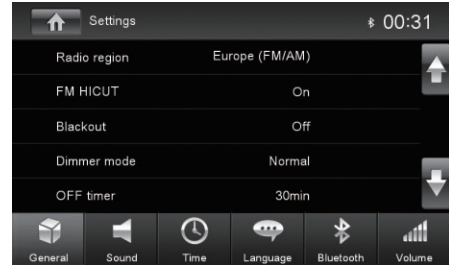 Settings 00:31
Radio region Europe (FM/AM)
FM HICUT On
Blackout Off
Dimmer mode Normal
OFF timer 30min
General Sound Time Language Bluetooth Volume